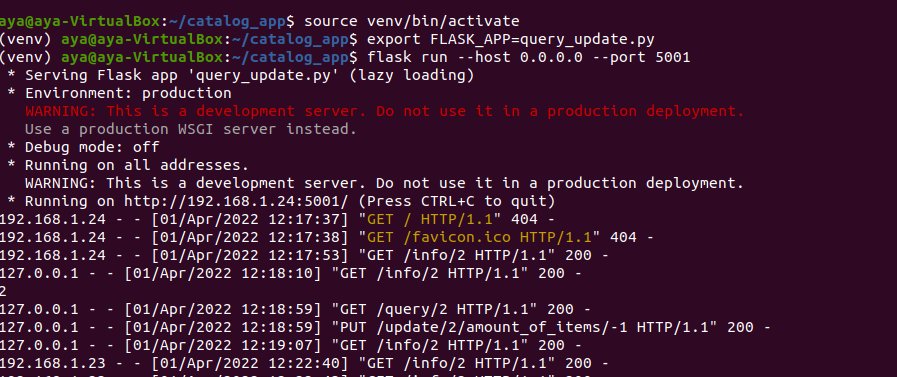 aya@aya-VirtualBox:~/catalog_app$ source venv/bin/activate
(venv) aya@aya-VirtualBox:~/catalog_app$ export FLASK_APP=query_update.py
(venv) aya@aya-VirtualBox:~/catalog_app$ flask run --host 0.0.0.0 --port 5001
 * Serving Flask app 'query_update.py' (lazy loading)
 * Environment: production
   WARNING: This is a development server. Do not use it in a production deployment.
   Use a production WSGI server instead.
 * Debug mode: off
 * Running on all addresses.
   WARNING: This is a development server. Do not use it in a production deployment.
 * Running on http://192.168.1.24:5001/ (Press CTRL+C to quit)
192.168.1.24 - - [01/Apr/2022 12:17:37] "GET / HTTP/1.1" 404 -
192.168.1.24 - - [01/Apr/2022 12:17:38] "GET /favicon.ico HTTP/1.1" 404 -
192.168.1.24 - - [01/Apr/2022 12:17:53] "GET /info/2 HTTP/1.1" 200 -
127.0.0.1 - - [01/Apr/2022 12:18:10] "GET /info/2 HTTP/1.1" 200 -
2
127.0.0.1 - - [01/Apr/2022 12:18:59] "GET /query/2 HTTP/1.1" 200 -
127.0.0.1 - - [01/Apr/2022 12:18:59] "PUT /update/2/amount_of_items/-1 HTTP/1.1" 200 -
127.0.0.1 - - [01/Apr/2022 12:19:07] "GET /info/2 HTTP/1.1" 200 -
192.168.1.23 - - [01/Apr/2022 12:22:40] "GET /info/2 HTTP/1.1" 200 -